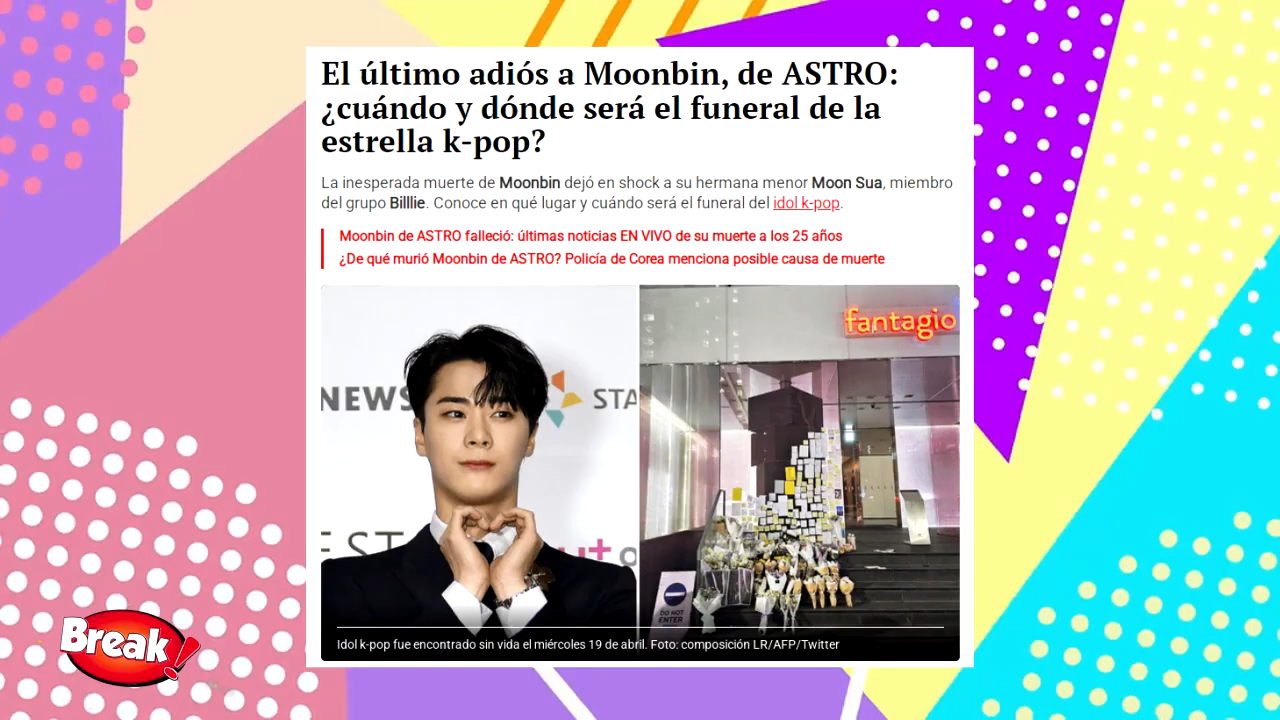 El último adiós a Moonbin, de ASTRO:
¿cuándo y dónde será el funeral de la
estrella k-pop?
La inesperada muerte de Moonbin dejó en shock a su hermana menor Moon Sua, miembro
del grupo Billlie. Conoce en qué lugar y cuándo será el funeral del idol k-pop.
Moonbin de ASTRO falleció: últimas noticias EN VIVO de su muerte a los 25 años
¿De qué murió Moonbin de ASTRO? Policía de Corea menciona posible causa de muerte
fantagio
NEWS
STA
DO NOT
ENTER
Idol k-pop fue encontrado sin vida el miércoles 19 de abril. Foto: composición LR/AFP/Twitter
Break!